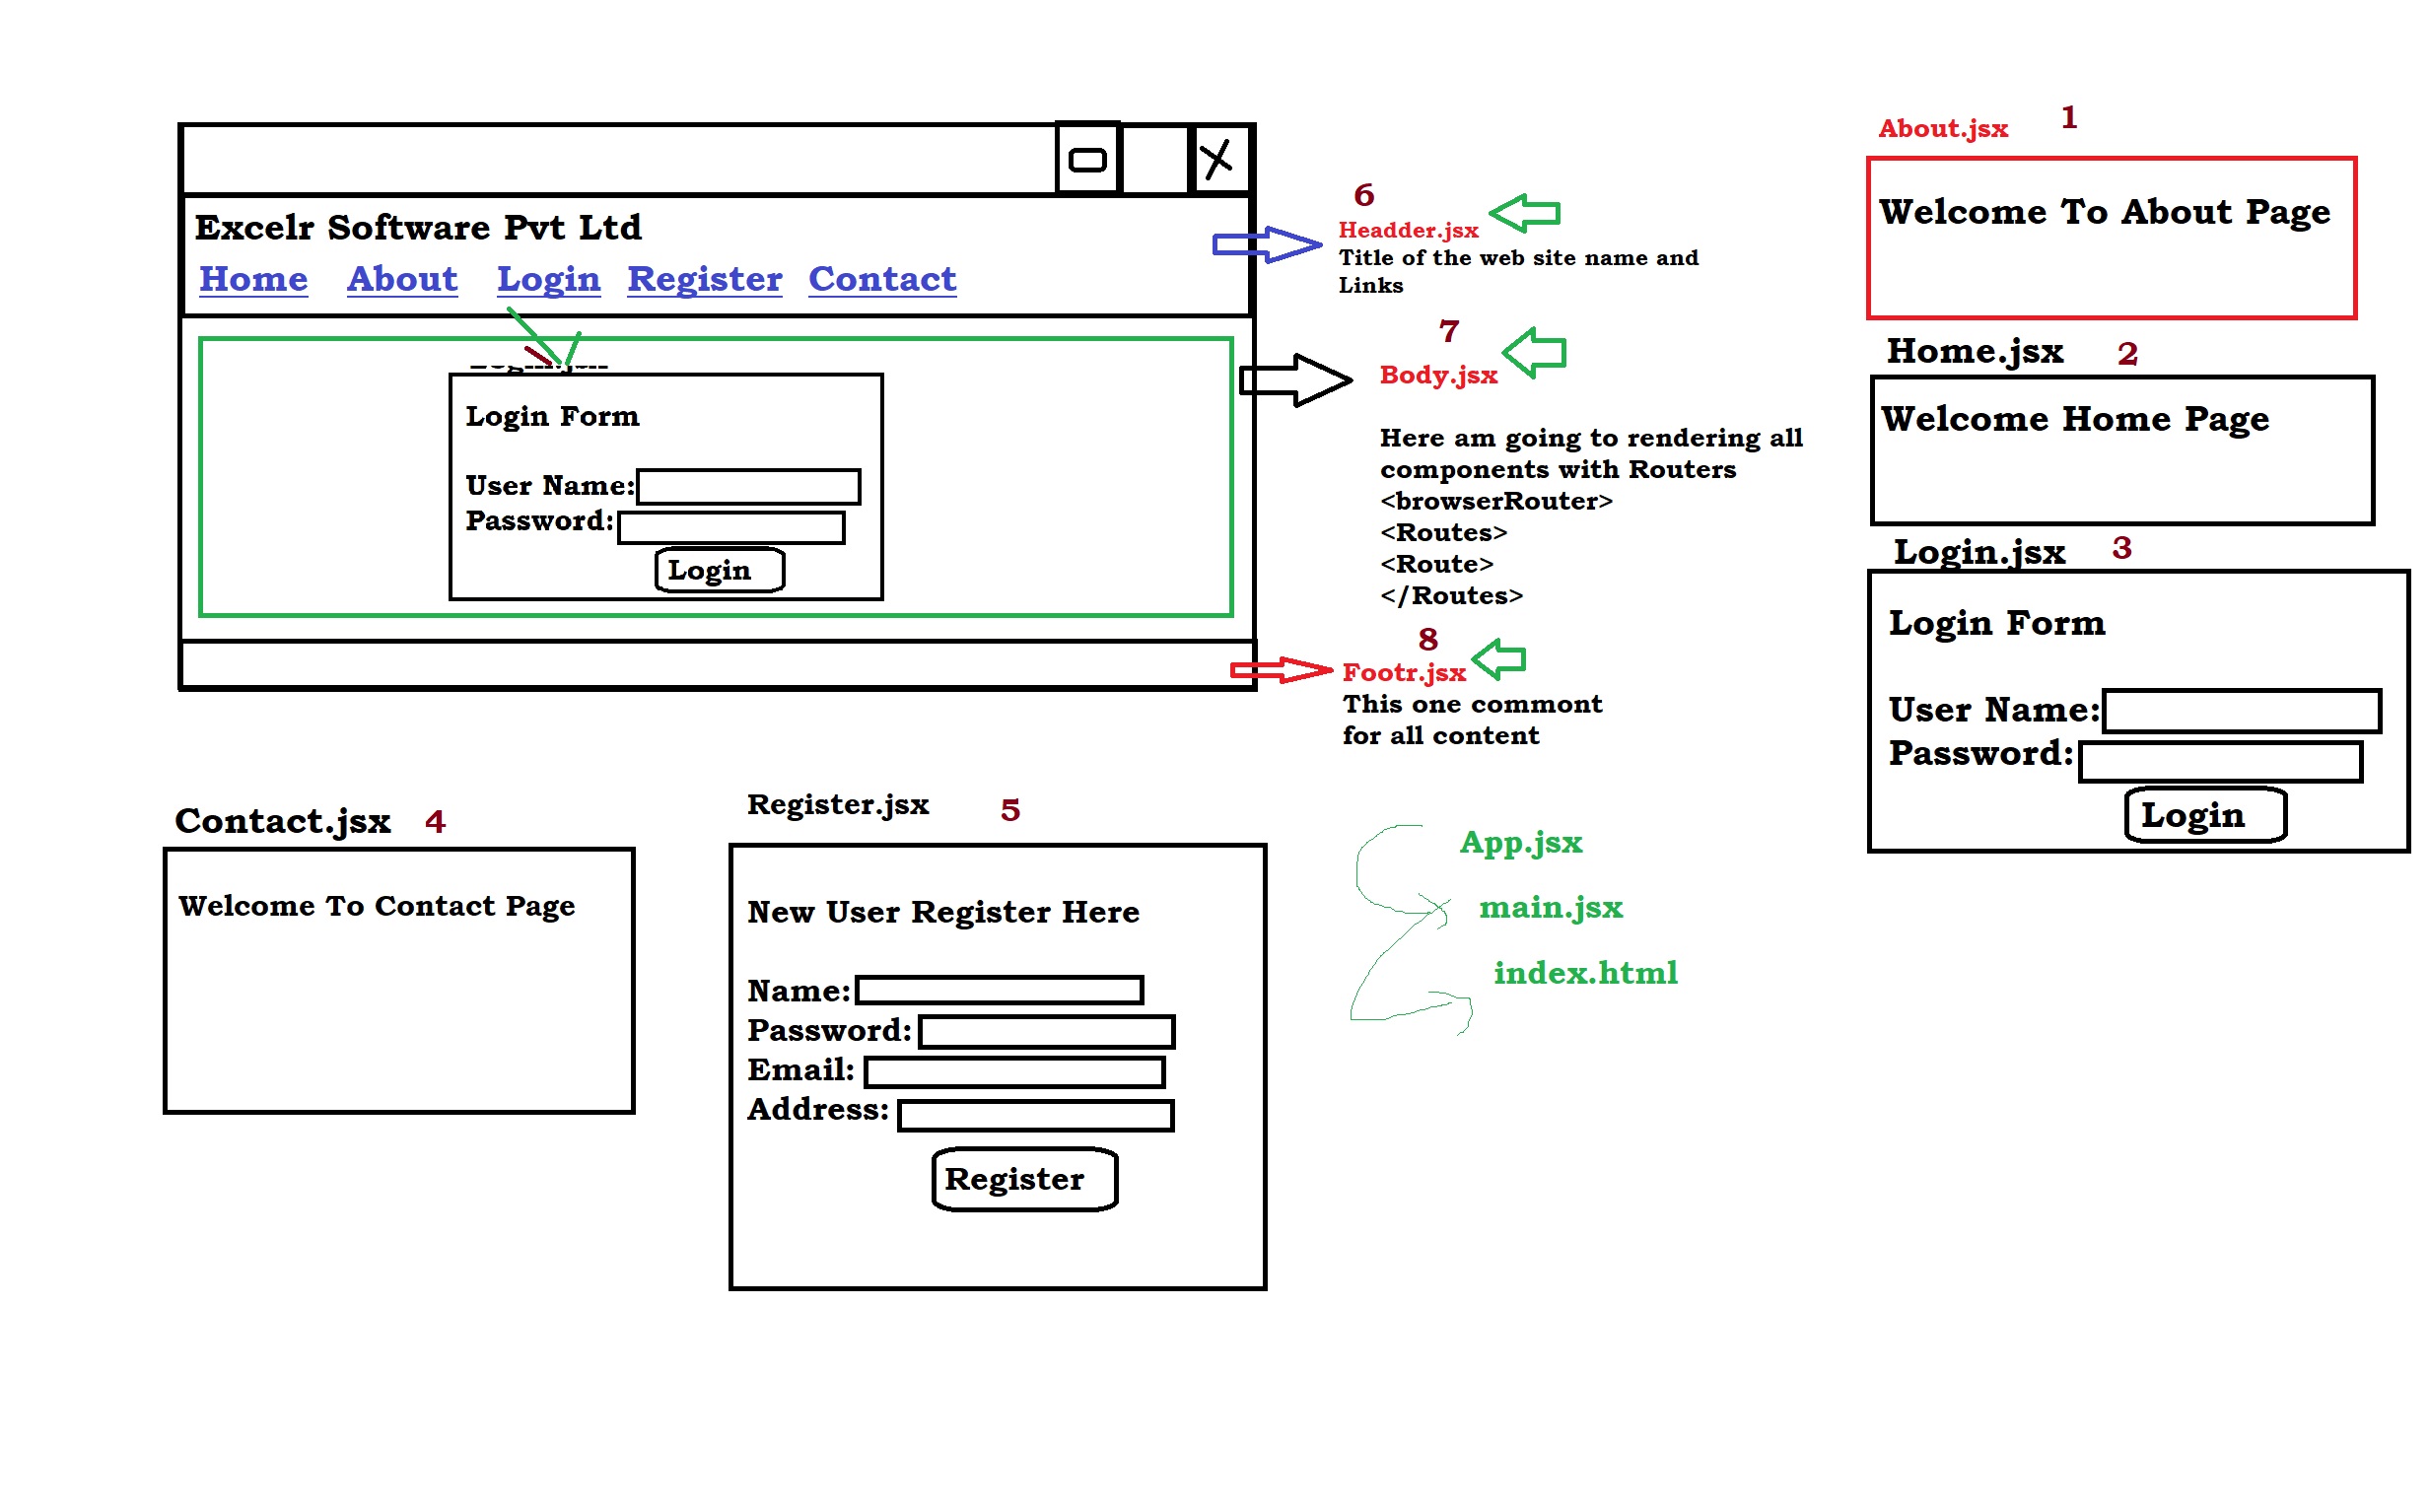 Excelr Software Pvt Ltd
Home About Login Register Contact
Login Form
User Name:
Password:
Login
6
Headder.jsx
Title of the web site name and
Links
7
Body.jsx
Here am going to rendering all
components with Routers
<browserRouter>
<Routes>
<Route>
</Routes>
8
Footr.jsx
This one commont
for all content
About.jsx 1
Welcome To About Page
Home.jsx 2
Welcome Home Page
Login.jsx 3
Login Form
User Name:
Password:
Login
Contact.jsx 4
Welcome To Contact Page
Register.jsx 5
New User Register Here
Name:
Password:
Email:
Address:
Register
App.jsx
main.jsx
index.html